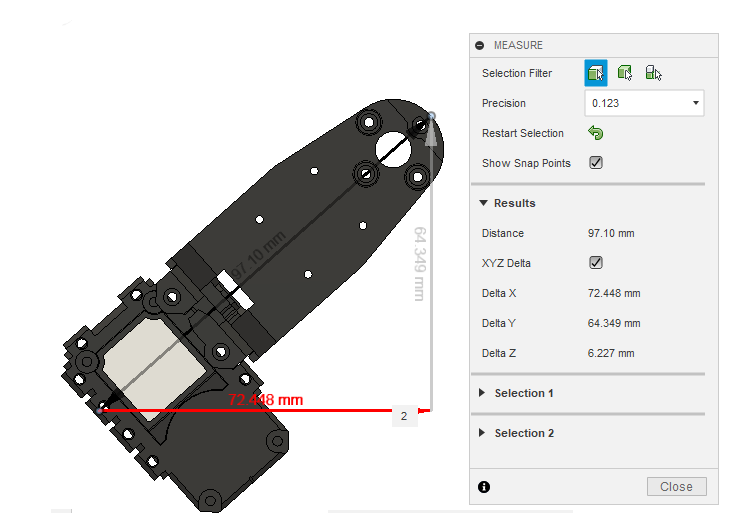 MEASURE
Selection Filter
Precision 0.123
Restart Selection
Show Snap Points
Results
Distance 97.10 mm
XYZ Delta
Delta X 72.448 mm
Delta Y 64.349 mm
Delta Z 6.227 mm
Selection 1
Selection 2
Close
97.10 mm
64.349 mm
72.448 mm
2